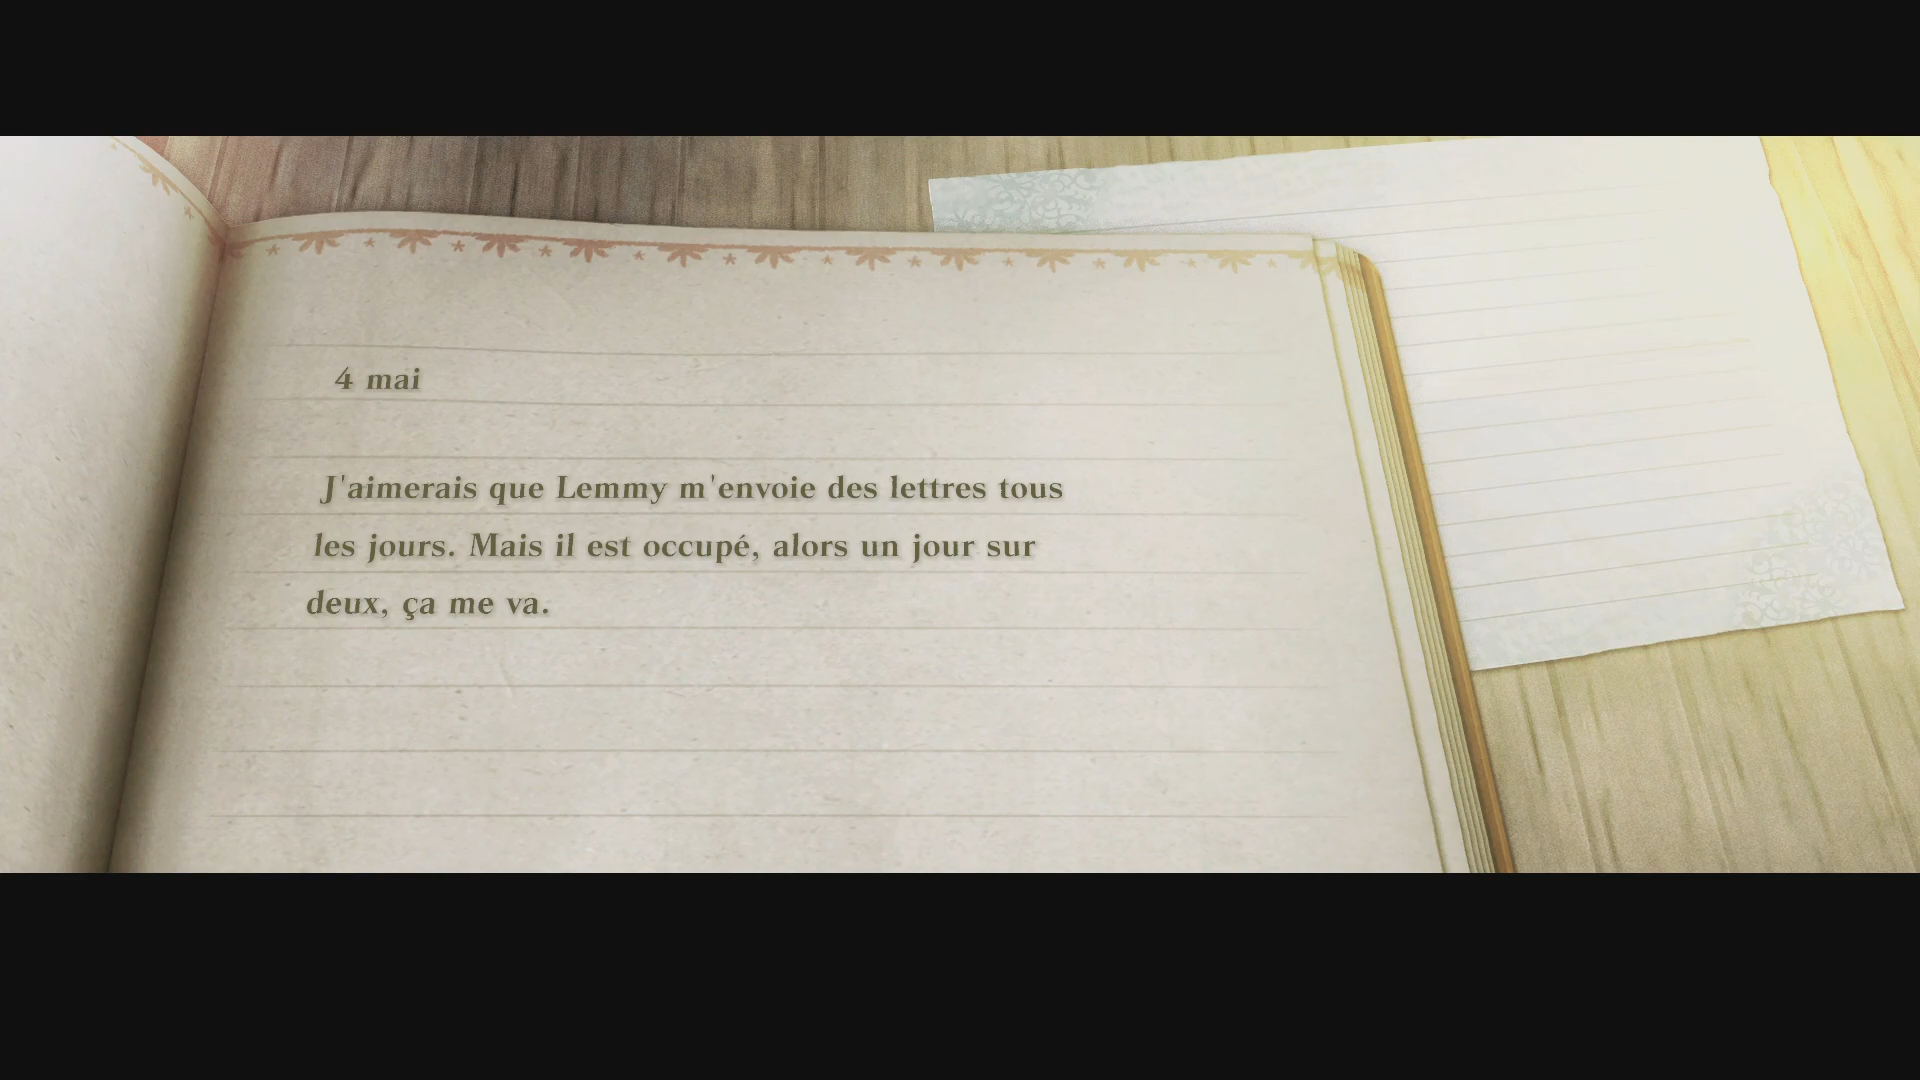 4 mai
J'aimerais que Lemmy m'envoie des lettres tous
les jours. Mais il est occupé, alors un jour sur
deux, ça me va.